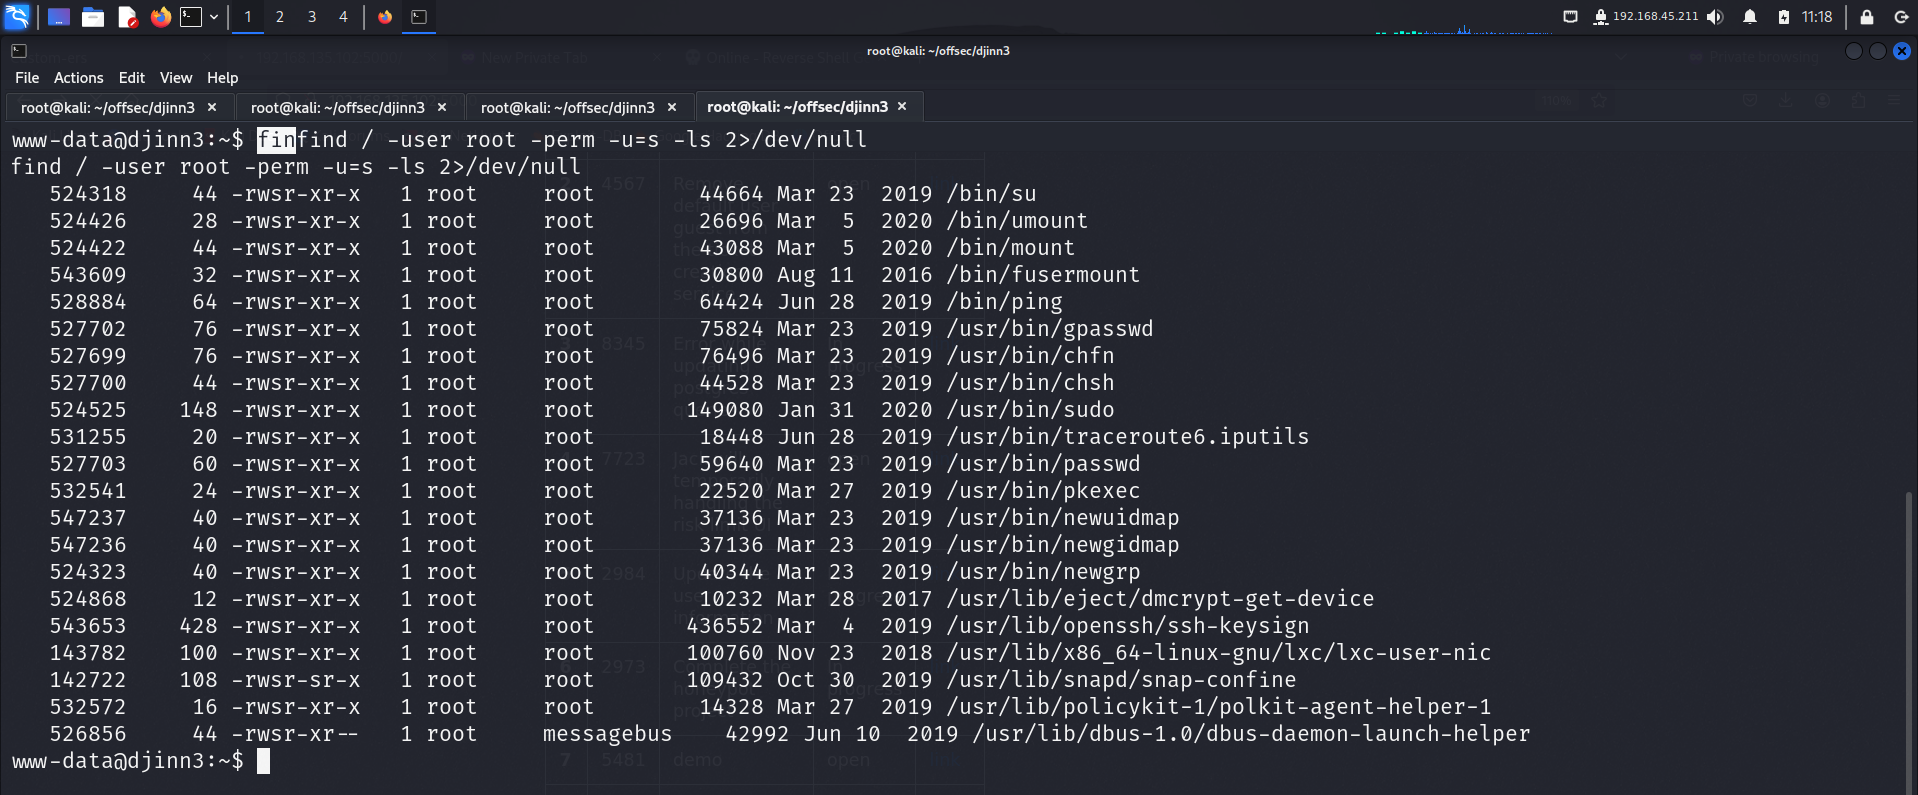 1 2 3 4 192.168.45.211 11:18
root@kali: ~/offsec/djinn3
File Actions Edit View Help
root@kali: ~/offsec/djinn3 × root@kali: ~/offsec/djinn3 × root@kali: ~/offsec/djinn3 × root@kali: ~/offsec/djinn3 ×
www-data@djinn3:~$ finfind / -user root -perm -u=s -ls 2>/dev/null
find / -user root -perm -u=s -ls 2>/dev/null
524318 44 -rwsr-xr-x 1 root root 44664 Mar 23 2019 /bin/su
524426 28 -rwsr-xr-x 1 root root 26696 Mar 5 2020 /bin/umount
524422 44 -rwsr-xr-x 1 root root 43088 Mar 5 2020 /bin/mount
543609 32 -rwsr-xr-x 1 root root 30800 Aug 11 2016 /bin/fusermount
528884 64 -rwsr-xr-x 1 root root 64424 Jun 28 2019 /bin/ping
527702 76 -rwsr-xr-x 1 root root 75824 Mar 23 2019 /usr/bin/gpasswd
527699 76 -rwsr-xr-x 1 root root 76496 Mar 23 2019 /usr/bin/chfn
527700 44 -rwsr-xr-x 1 root root 44528 Mar 23 2019 /usr/bin/chsh
524525 148 -rwsr-xr-x 1 root root 149080 Jan 31 2020 /usr/bin/sudo
531255 20 -rwsr-xr-x 1 root root 18448 Jun 28 2019 /usr/bin/traceroute6.iputils
527703 60 -rwsr-xr-x 1 root root 59640 Mar 23 2019 /usr/bin/passwd
532541 24 -rwsr-xr-x 1 root root 22520 Mar 27 2019 /usr/bin/pkexec
547237 40 -rwsr-xr-x 1 root root 37136 Mar 23 2019 /usr/bin/newuidmap
547236 40 -rwsr-xr-x 1 root root 37136 Mar 23 2019 /usr/bin/newgidmap
524323 40 -rwsr-xr-x 1 root root 40344 Mar 23 2019 /usr/bin/newgrp
524868 12 -rwsr-xr-x 1 root root 10232 Mar 28 2017 /usr/lib/eject/dmcrypt-get-device
543653 428 -rwsr-xr-x 1 root root 436552 Mar 4 2019 /usr/lib/openssh/ssh-keysign
143782 100 -rwsr-xr-x 1 root root 100760 Nov 23 2018 /usr/lib/x86_64-linux-gnu/lxc/lxc-user-nic
142722 108 -rwsr-sr-x 1 root root 109432 Oct 30 2019 /usr/lib/snapd/snap-confine
532572 16 -rwsr-xr-x 1 root root 14328 Mar 27 2019 /usr/lib/policykit-1/polkit-agent-helper-1
526856 44 -rwsr-xr-- 1 root messagebus 42992 Jun 10 2019 /usr/lib/dbus-1.0/dbus-daemon-launch-helper
www-data@djinn3:~$